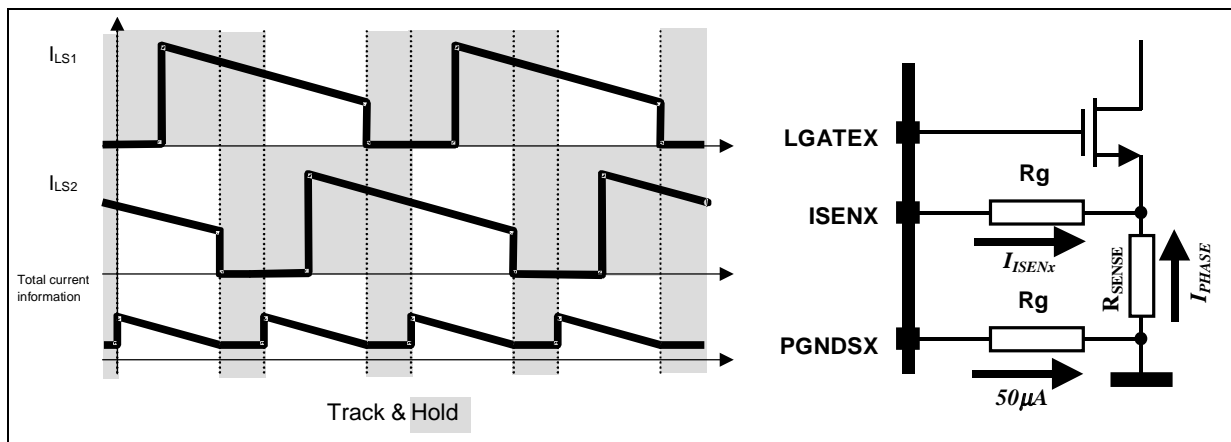 I_LS1
I_LS2
Total current
information
Track & Hold
LGATEX
ISENX
PGNDSX
Rg
I_ISENx
Rg
50μA
R_SENSE
I_PHASE